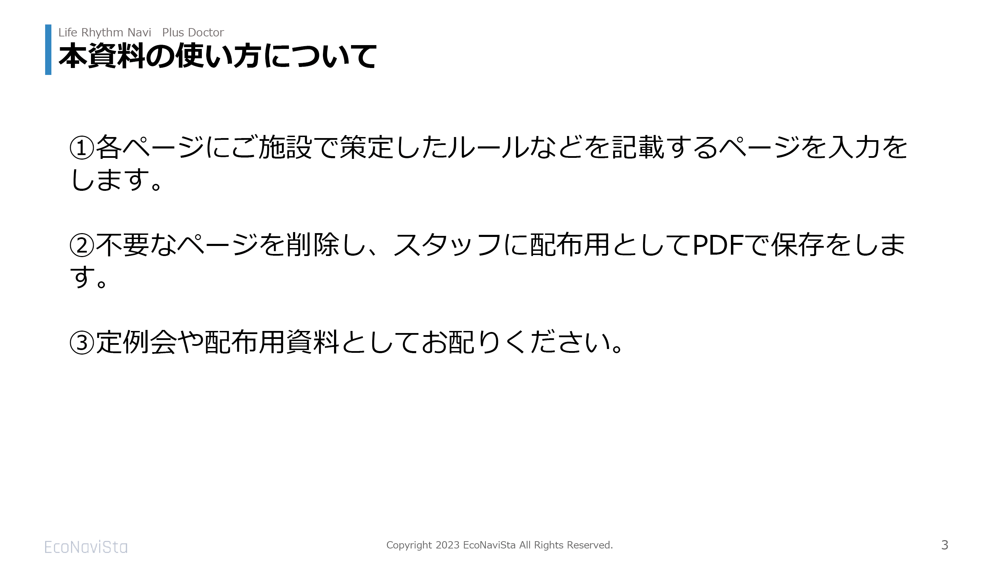 Life Rhythm Navi　Plus Doctor
本資料の使い方について
①各ページにご施設で策定したルールなどを記載するページを入力を
します。
②不要なページを削除し、スタッフに配布用としてPDFで保存をしま
す。
③定例会や配布用資料としてお配りください。
EcoNaviSta
Copyright 2023 EcoNaviSta All Rights Reserved.
3